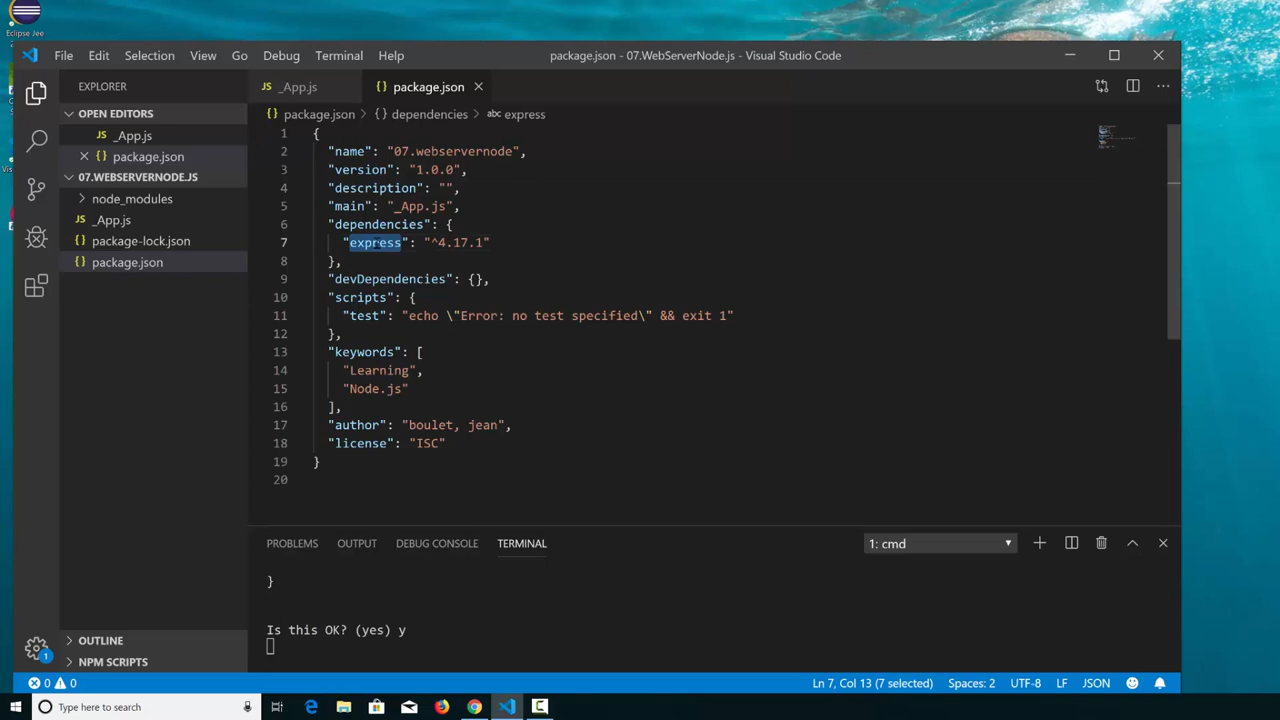 Eclipse Jee
File Edit Selection View Go Debug Terminal Help
package.json - 07.WebServerNode.js - Visual Studio Code
EXPLORER
OPEN EDITORS
JS _App.js
{} package.json
07.WEBSERVERNODE.JS
node_modules
JS _App.js
{} package-lock.json
{} package.json
OUTLINE
NPM SCRIPTS
JS _App.js
{} package.json
{} package.json > {} dependencies > abc express
1 {
2 "name": "07.webservernode",
3 "version": "1.0.0",
4 "description": "",
5 "main": "_App.js",
6 "dependencies": {
7 "express": "^4.17.1"
8 },
9 "devDependencies": {},
10 "scripts": {
11 "test": "echo \"Error: no test specified\" && exit 1"
12 },
13 "keywords": [
14 "Learning",
15 "Node.js"
16 ],
17 "author": "boulet, jean",
18 "license": "ISC"
19 }
20
PROBLEMS OUTPUT DEBUG CONSOLE TERMINAL
1: cmd
}
Is this OK? (yes) y
1
0 0
Ln 7, Col 13 (7 selected) Spaces: 2 UTF-8 LF JSON
Type here to search